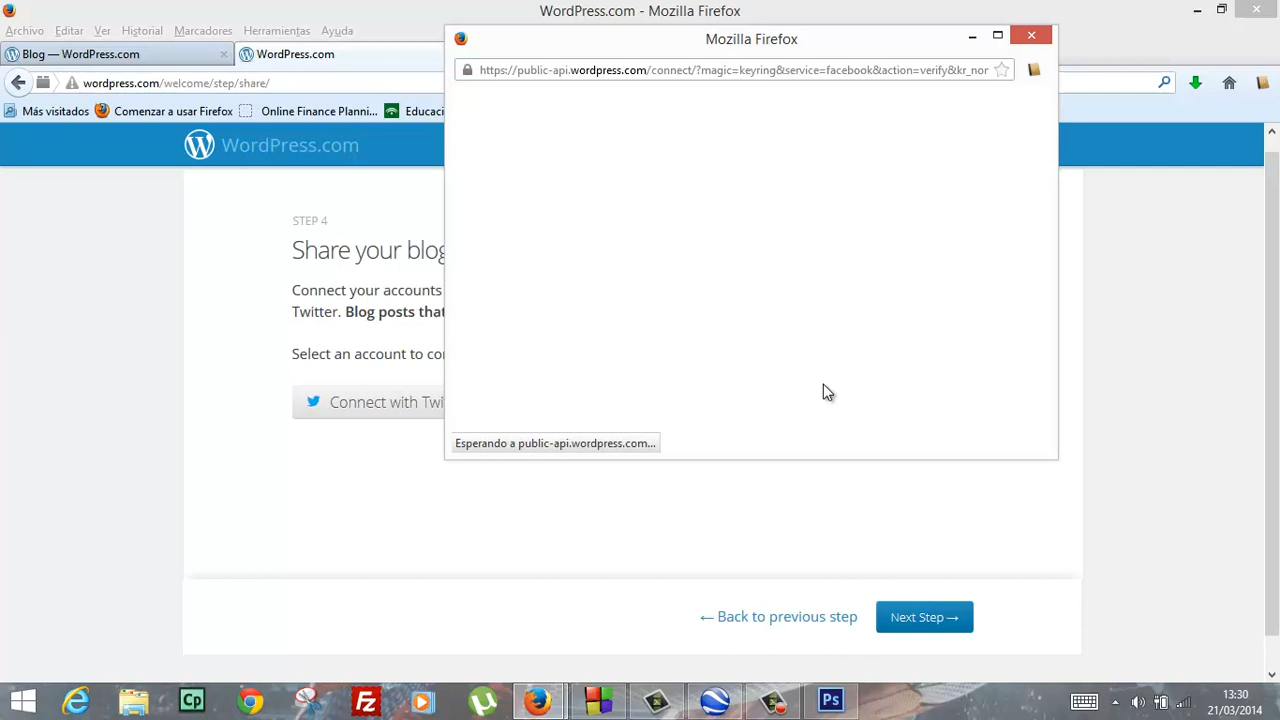 WordPress.com - Mozilla Firefox
Archivo Editar Ver Historial Herramientas Ayuda
Mozilla Firefox
Blog — WordPress.com
WordPress.com
https://public-api.wordpress.com/connect/?magic=keyring&service=facebook&action=verify&kr_nor
wordpress.com/welcome/step/share/
Más visitados
Comenzar a usar Firefox
Online Finance Planni...
Educaci
WordPress.com
STEP 4
Share your blog
Connect your accounts
Twitter. Blog posts that
Select an account to co
Connect with Twi
Esperando a public-api.wordpress.com...
← Back to previous step
Next Step →
Cp
Fz
Ps
13:30
21/03/2014